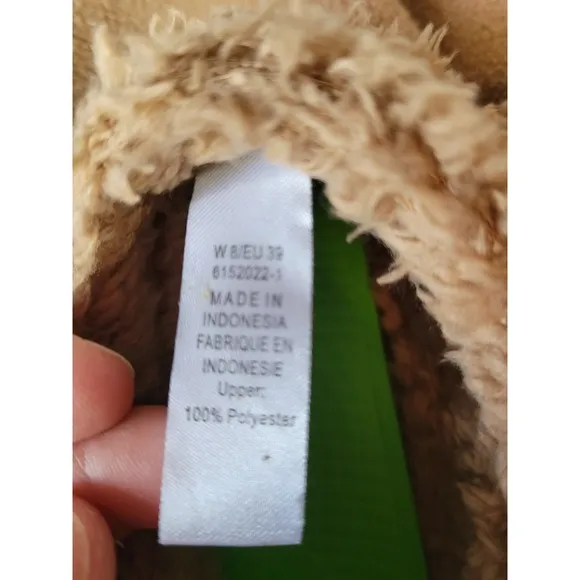 W 8/EU 39
6152022-1
MADE IN
INDONESIA
FABRIQUE EN
INDONESIE
Upper:
100% Polyester